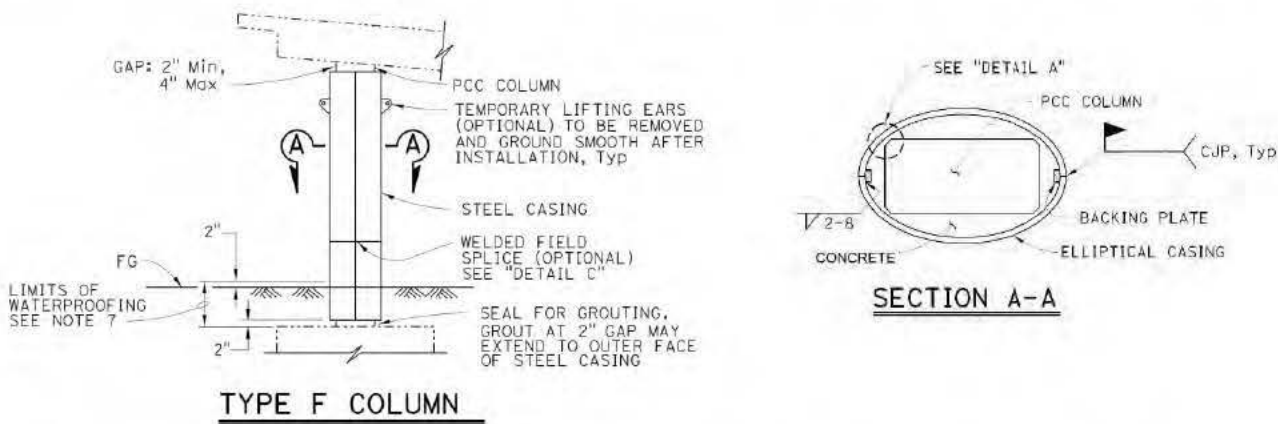 GAP: 2" Min,
4" Max
PCC COLUMN
TEMPORARY LIFTING EARS
(OPTIONAL) TO BE REMOVED
AND GROUND SMOOTH AFTER
INSTALLATION, Typ
A
A
STEEL CASING
2"
WELDED FIELD
SPLICE (OPTIONAL)
SEE "DETAIL C"
FG
LIMITS OF
WATERPROOFING
SEE NOTE 7
2"
SEAL FOR GROUTING.
GROUT AT 2" GAP MAY
EXTEND TO OUTER FACE
OF STEEL CASING
TYPE F COLUMN
SEE "DETAIL A"
PCC COLUMN
CJP, Typ
2-8
BACKING PLATE
CONCRETE
ELLIPTICAL CASING
SECTION A-A